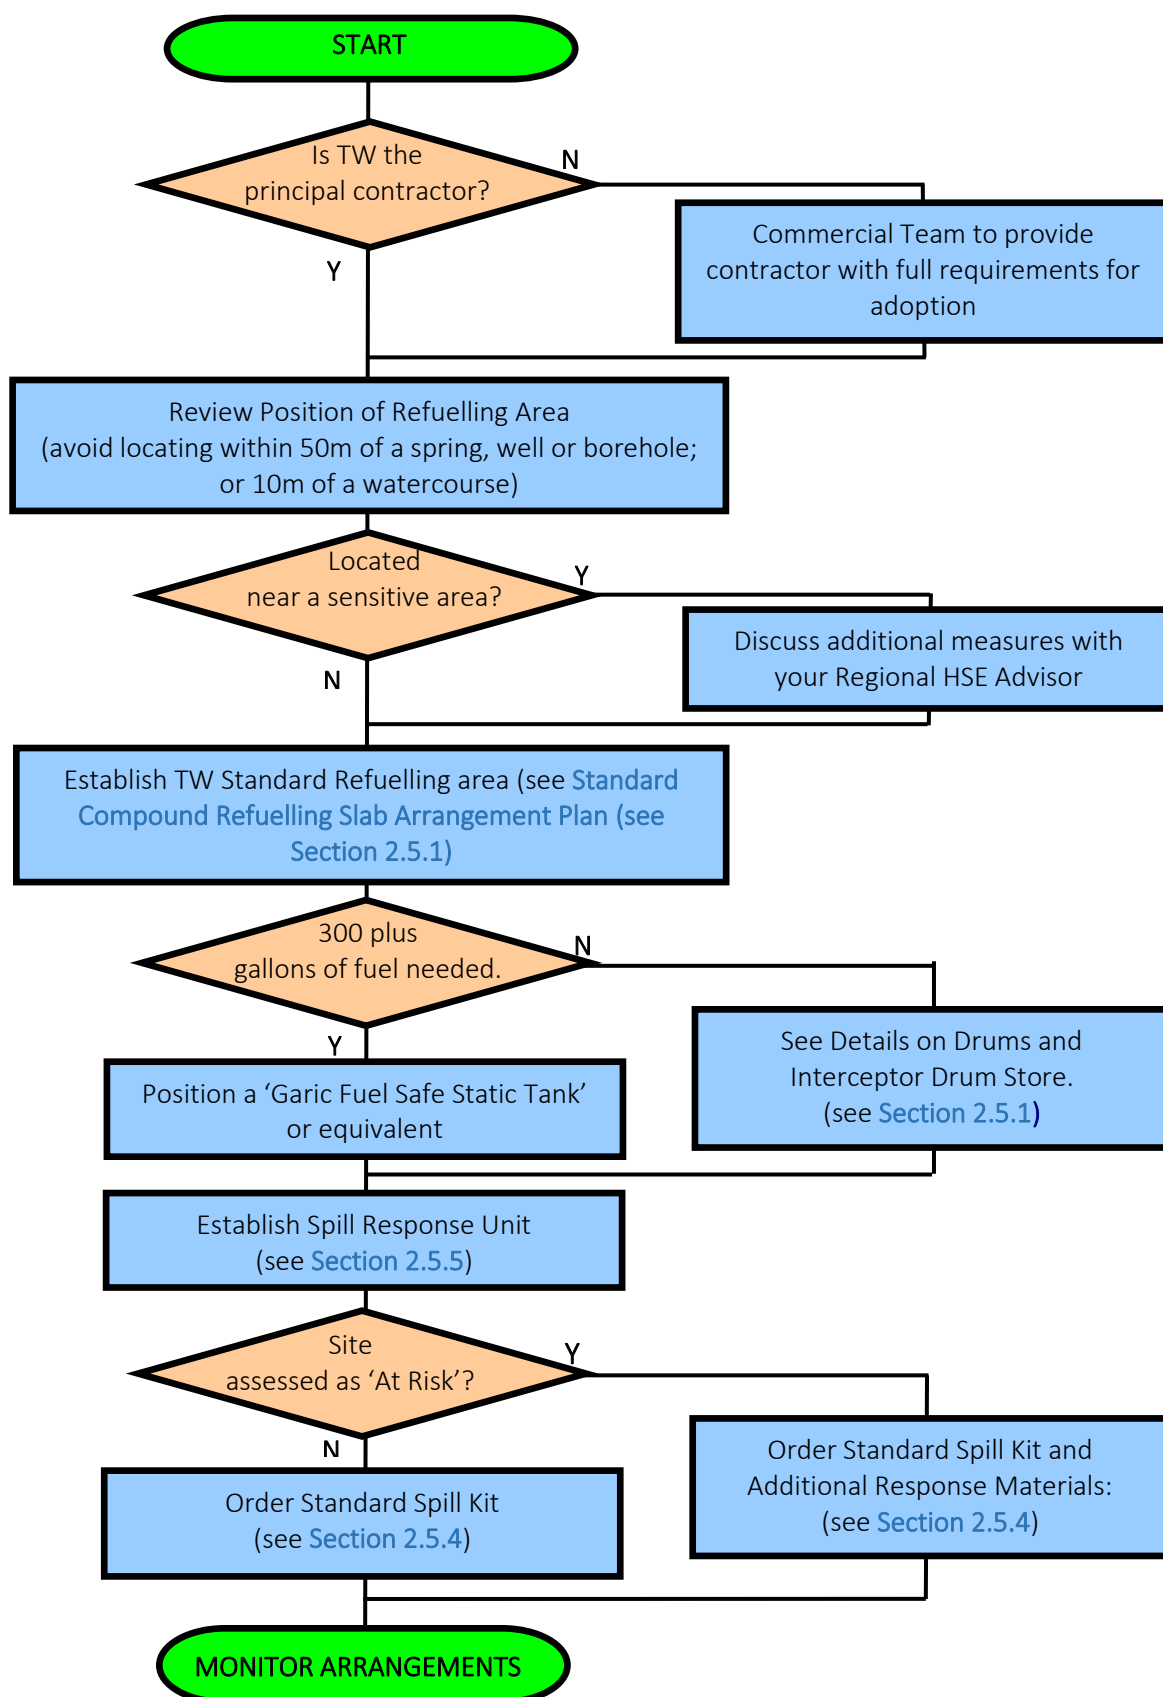 START
Is TW the
principal contractor?
N
Y
Commercial Team to provide
contractor with full requirements for
adoption
Review Position of Refuelling Area
(avoid locating within 50m of a spring, well or borehole;
or 10m of a watercourse)
Located
near a sensitive area?
Y
N
Discuss additional measures with
your Regional HSE Advisor
Establish TW Standard Refuelling area (see Standard
Compound Refuelling Slab Arrangement Plan (see
Section 2.5.1)
300 plus
gallons of fuel needed.
N
Y
See Details on Drums and
Interceptor Drum Store.
(see Section 2.5.1)
Position a ‘Garic Fuel Safe Static Tank’
or equivalent
Establish Spill Response Unit
(see Section 2.5.5)
Site
assessed as ‘At Risk’?
Y
N
Order Standard Spill Kit and
Additional Response Materials:
(see Section 2.5.4)
Order Standard Spill Kit
(see Section 2.5.4)
MONITOR ARRANGEMENTS